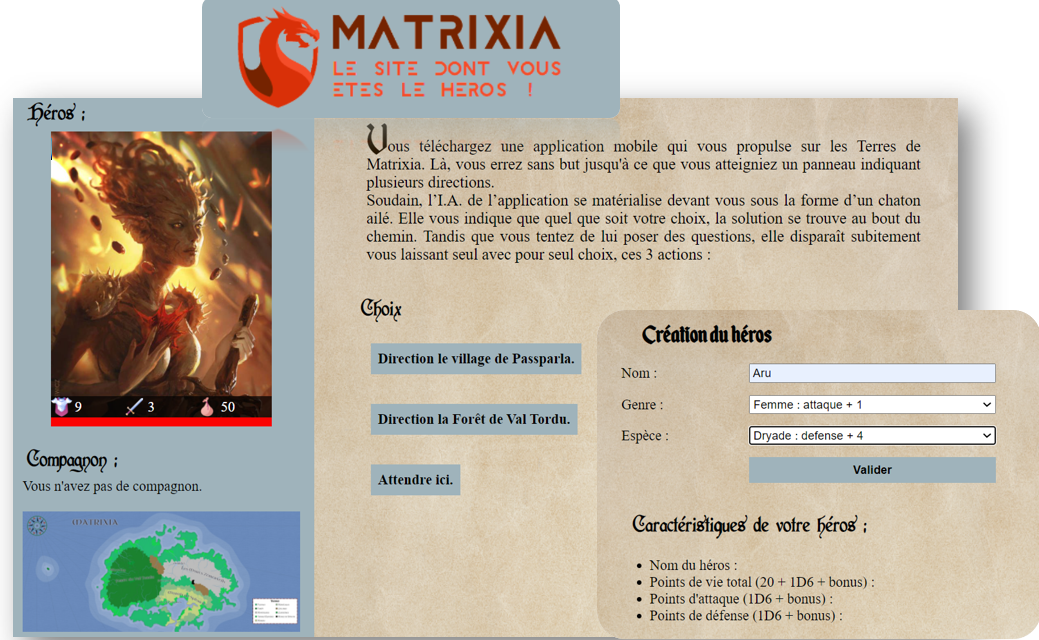 MATRIXIA
LE SITE DONT VOUS
ETES LE HEROS !
Héros :
9 3 50
Compagnon :
Vous n'avez pas de compagnon.
MATRIXIA
Vous téléchargez une application mobile qui vous propulse sur les Terres de
Matrixia. Là, vous errez sans but jusqu'à ce que vous atteigniez un panneau indiquant
plusieurs directions.
Soudain, l’I.A. de l’application se matérialise devant vous sous la forme d’un chaton
ailé. Elle vous indique que quel que soit votre choix, la solution se trouve au bout du
chemin. Tandis que vous tentez de lui poser des questions, elle disparaît subitement
vous laissant seul avec pour seul choix, ces 3 actions :
Choix
Direction le village de Passparla.
Direction la Forêt de Val Tordu.
Attendre ici.
Création du héros
Nom : Aru
Genre : Femme : attaque + 1
Espèce : Dryade : defense + 4
Valider
Caractéristiques de votre héros :
Nom du héros :
Points de vie total (20 + 1D6 + bonus) :
Points d'attaque (1D6 + bonus) :
Points de défense (1D6 + bonus) :